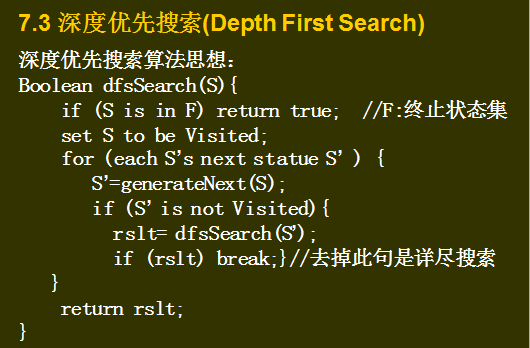 7.3 深度优先搜索(Depth First Search)
深度优先搜索算法思想：
Boolean dfsSearch(S){
if (S is in F) return true;  //F:终止状态集
set S to be Visited;
for (each S's next statue S' ) {
S'=generateNext(S);
if (S' is not Visited){
rslt= dfsSearch(S');
if (rslt) break;}//去掉此句是详尽搜索
}
return rslt;
}